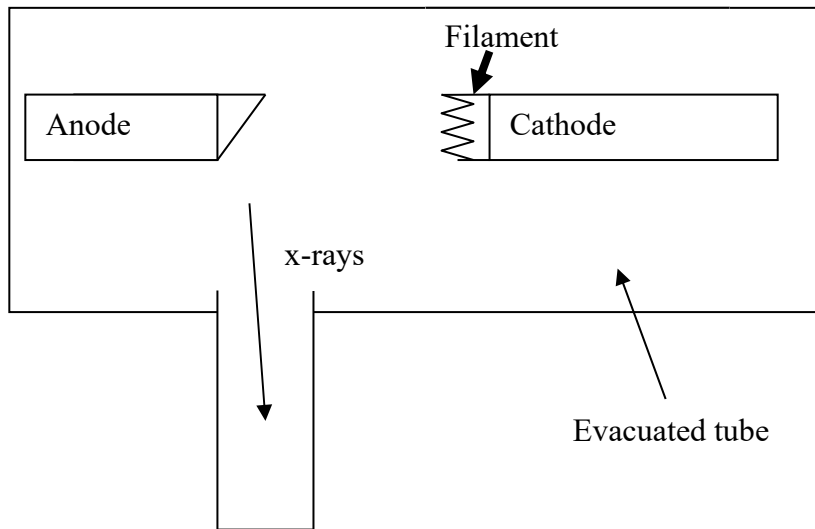 Filament
Anode
Cathode
x-rays
Evacuated tube